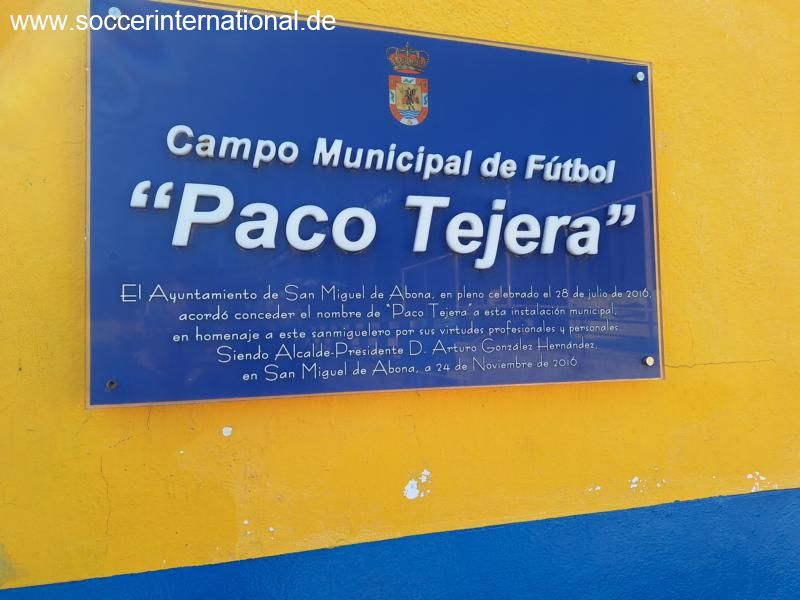 www.soccerinternational.de
Campo Municipal de Fútbol
“Paco Tejera”
El Ayuntamiento de San Miguel de Abona, en pleno celebrado el 28 de julio de 2016,
acordó conceder el nombre de "Paco Tejera" a esta instalación municipal,
en homenaje a este sanmiguelero por sus virtudes profesionales y personales.
Siendo Alcalde-Presidente D. Arturo González Hernández,
en San Miguel de Abona, a 24 de Noviembre de 2016